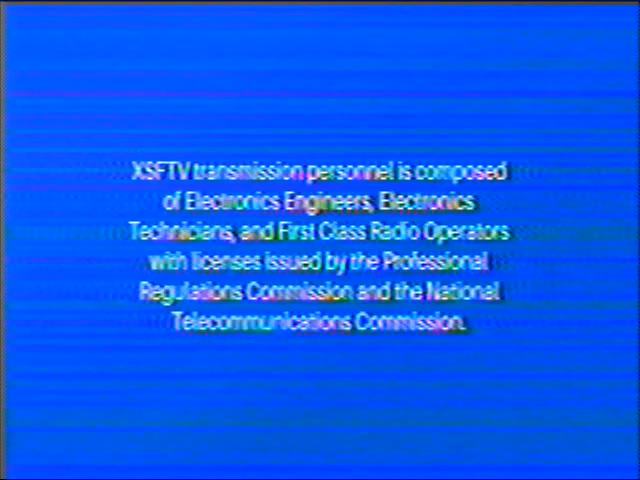 XSFTV transmission personnel is composed
of Electronics Engineers, Electronics
Technicians, and First Class Radio Operators
with licenses issued by the Professional
Regulations Commission and the National
Telecommunications Commission.